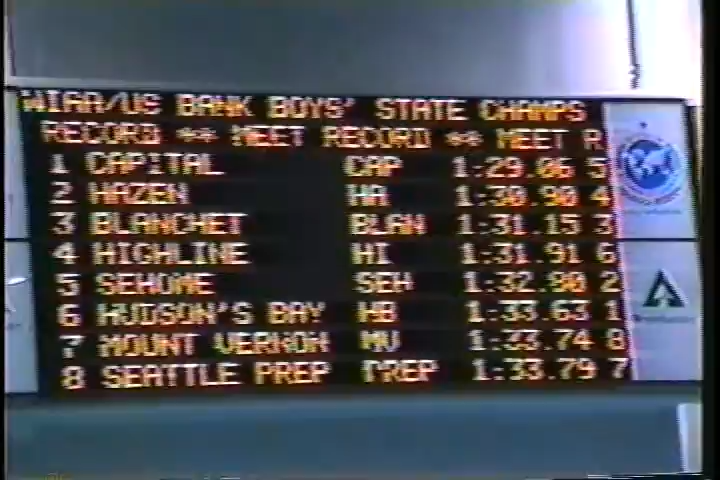 WIAA/US BANK BOYS' STATE CHAMPS
RECORD ** MEET RECORD ** MEET R
1 CAPITAL CAP 1:29.06 5
2 HAZEN HA 1:30.90 4
3 BLANCHET BLAN 1:31.15 3
4 HIGHLINE HI 1:31.91 6
5 SEHOME SEH 1:32.80 2
6 HUDSON'S BAY HB 1:33.63 1
7 MOUNT VERNON MV 1:33.74 8
8 SEATTLE PREP PREP 1:33.79 7